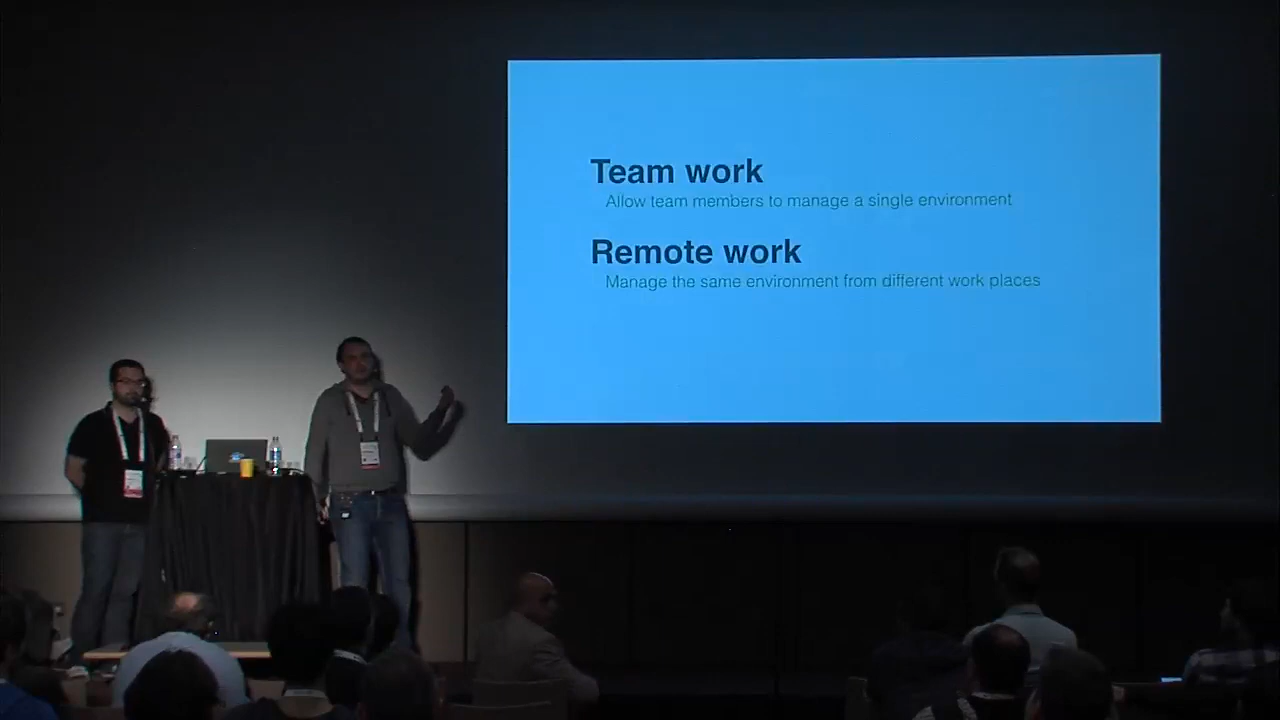 Team work
Allow team members to manage a single environment
Remote work
Manage the same environment from different work places